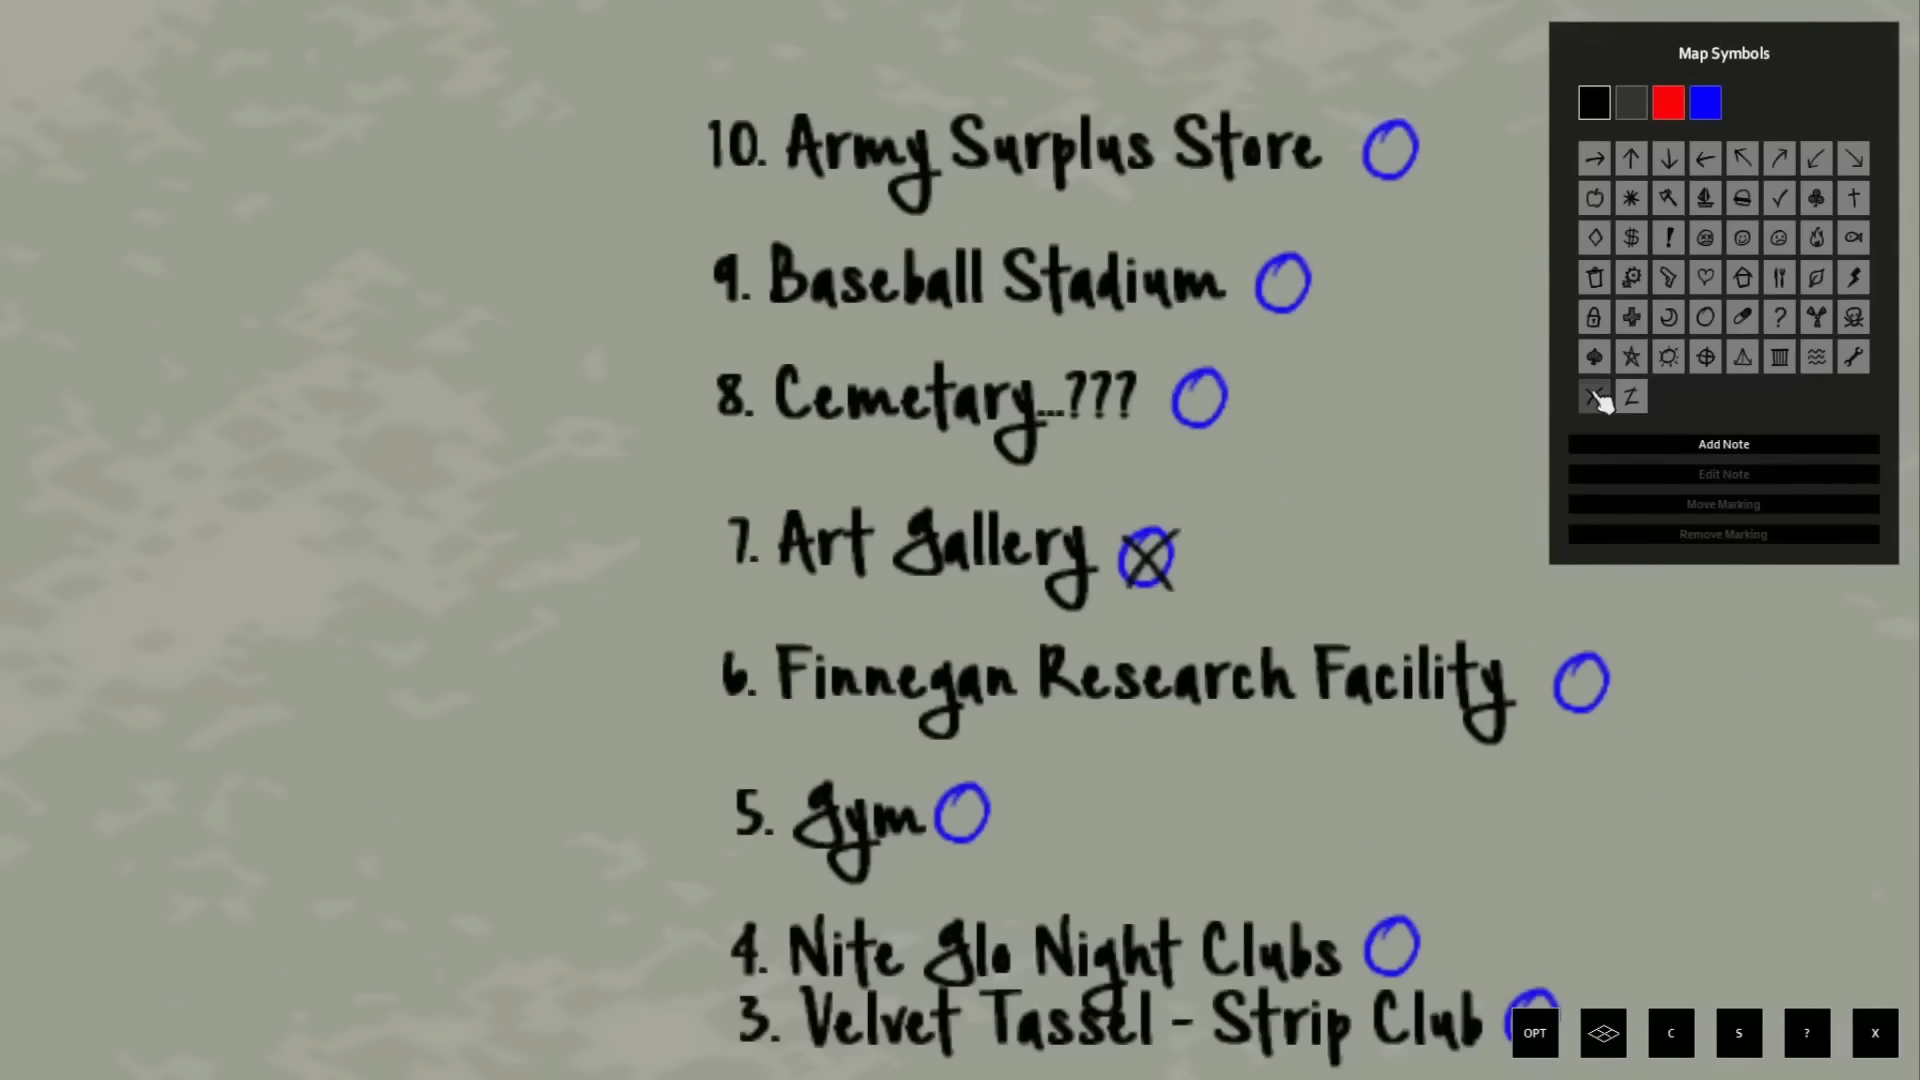 Map Symbols
10. Army Surplus Store
9. Baseball Stadium
8. Cemetary...???
7. Art Gallery
6. Finnegan Research Facility
5. Gym
4. Nite Glo Night Clubs
3. Velvet Tassel - Strip Club
Add Note
Edit Note
Move Marking
Remove Marking
OPT
C
S
?
X